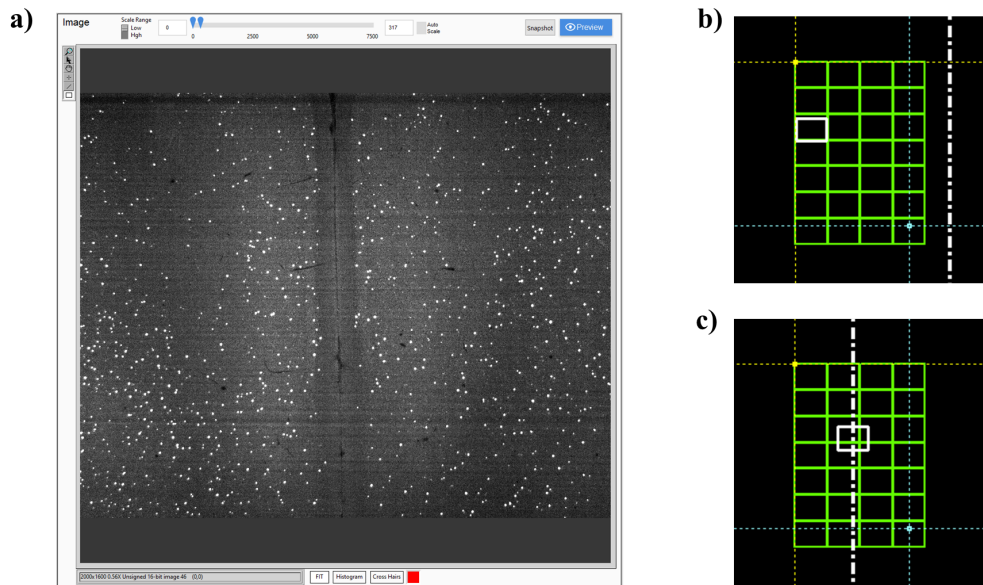 a)
Image
Scale Range
Low
High
0
0
2500
5000
7500
317
Auto
Scale
Snapshot
Preview
2000x1600 0.56X Unsigned 16-bit image 46 (0,0)
FIT
Histogram
Cross Hairs
b)
c)